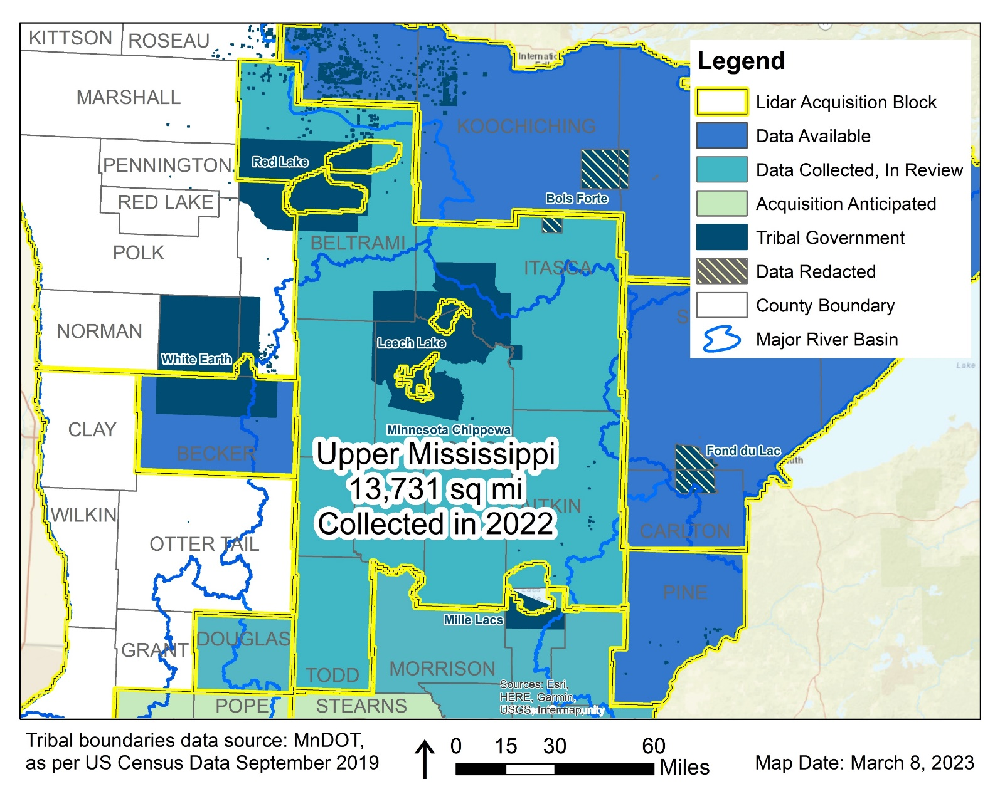 KITTSON
ROSEAU
Internatic
MARSHALL
KOOCHICHING
PENNINGTON
Red Lake
RED LAKE
Bois Forte
POLK
BELTRAMI
ITASCA
NORMAN
White Earth
Leech Lake
CLAY
BECKER
Minnesota Chippewa
Upper Mississippi
13,731 sq mi
Collected in 2022
Fond du Lac
uth
Lake
WILKIN
AITKIN
OTTER TAIL
CARLTON
PINE
Mille Lacs
GRANT
DOUGLAS
TODD
MORRISON
POPE
STEARNS
Sources: Esri,
HERE, Garmin,
USGS, Intermap,unity
Legend
Lidar Acquisition Block
Data Available
Data Collected, In Review
Acquisition Anticipated
Tribal Government
Data Redacted
County Boundary
Major River Basin
Tribal boundaries data source: MnDOT,
as per US Census Data September 2019
0 15 30 60
Miles
Map Date: March 8, 2023